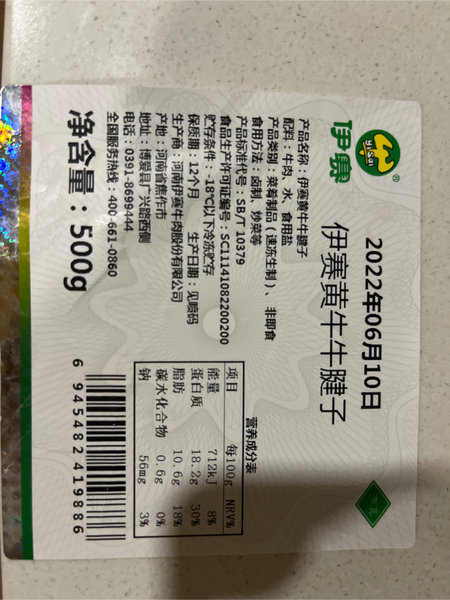 伊赛
yisai
®
2022年06月10日
伊赛黄牛牛腱子
产品名称：伊赛黄牛牛腱子
配料：牛肉、水、食用盐
产品类别：菜肴制品（速冻生制）、非即食
食用方法：卤制、炒菜等
产品标准代号：SB/T 10379
食品生产许可证编号：SC11141082200200
贮存条件：-18℃以下冷冻贮存
保质期：12个月 生产日期：见喷码
生产商：河南伊赛牛肉股份有限公司
产地：河南省焦作市
地址：博爱县广兴路西侧
电话：0391-8699444
全国服务热线：400-661-0860
净含量：500g
营养成分表
项目 每100g NRV%
能量 712kJ 8%
蛋白质 18.2g 30%
脂肪 10.6g 18%
碳水化合物 0.6g 0%
钠 56mg 3%
6 945482 419886